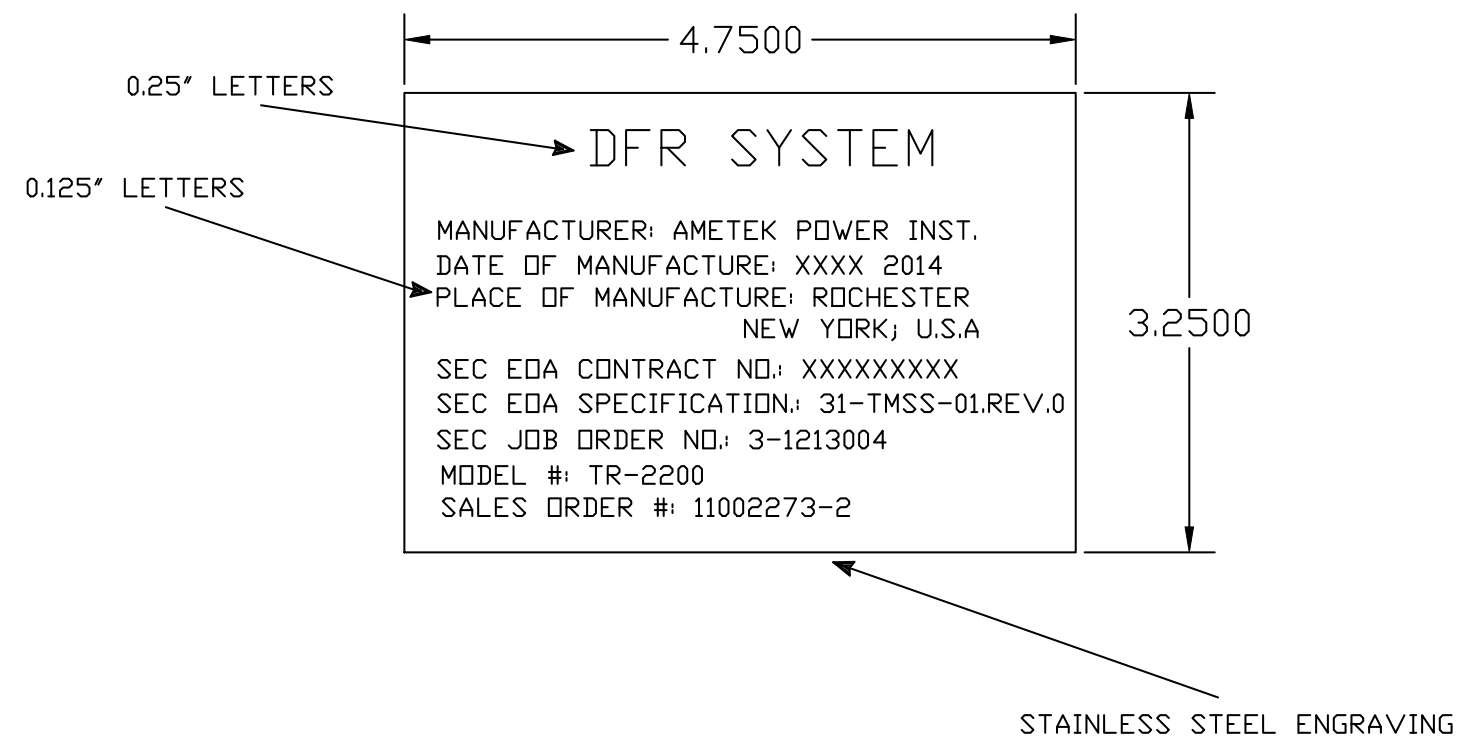 4.7500
0.25" LETTERS
DFR SYSTEM
0.125" LETTERS
MANUFACTURER: AMETEK POWER INST.
DATE OF MANUFACTURE: XXXX 2014
PLACE OF MANUFACTURE: ROCHESTER
NEW YORK; U.S.A
3.2500
SEC EOA CONTRACT NO.: XXXXXXXXX
SEC EOA SPECIFICATION.: 31-TMSS-01.REV.0
SEC JOB ORDER NO.: 3-1213004
MODEL #: TR-2200
SALES ORDER #: 11002273-2
STAINLESS STEEL ENGRAVING